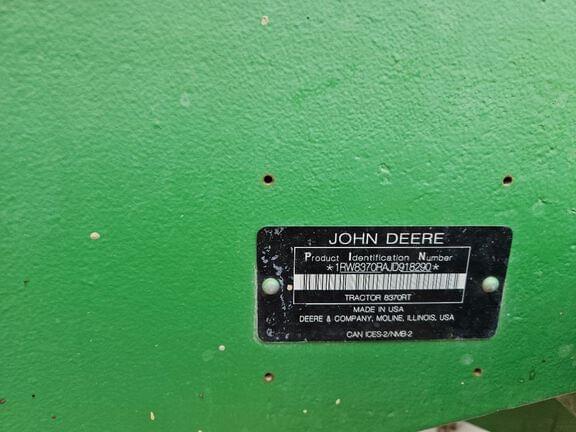 JOHN DEERE
Product Identification Number
*1RW8370RAJD918290*
TRACTOR 8370RT
MADE IN USA
DEERE & COMPANY, MOLINE, ILLINOIS, USA
CAN ICES-2/NMB-2